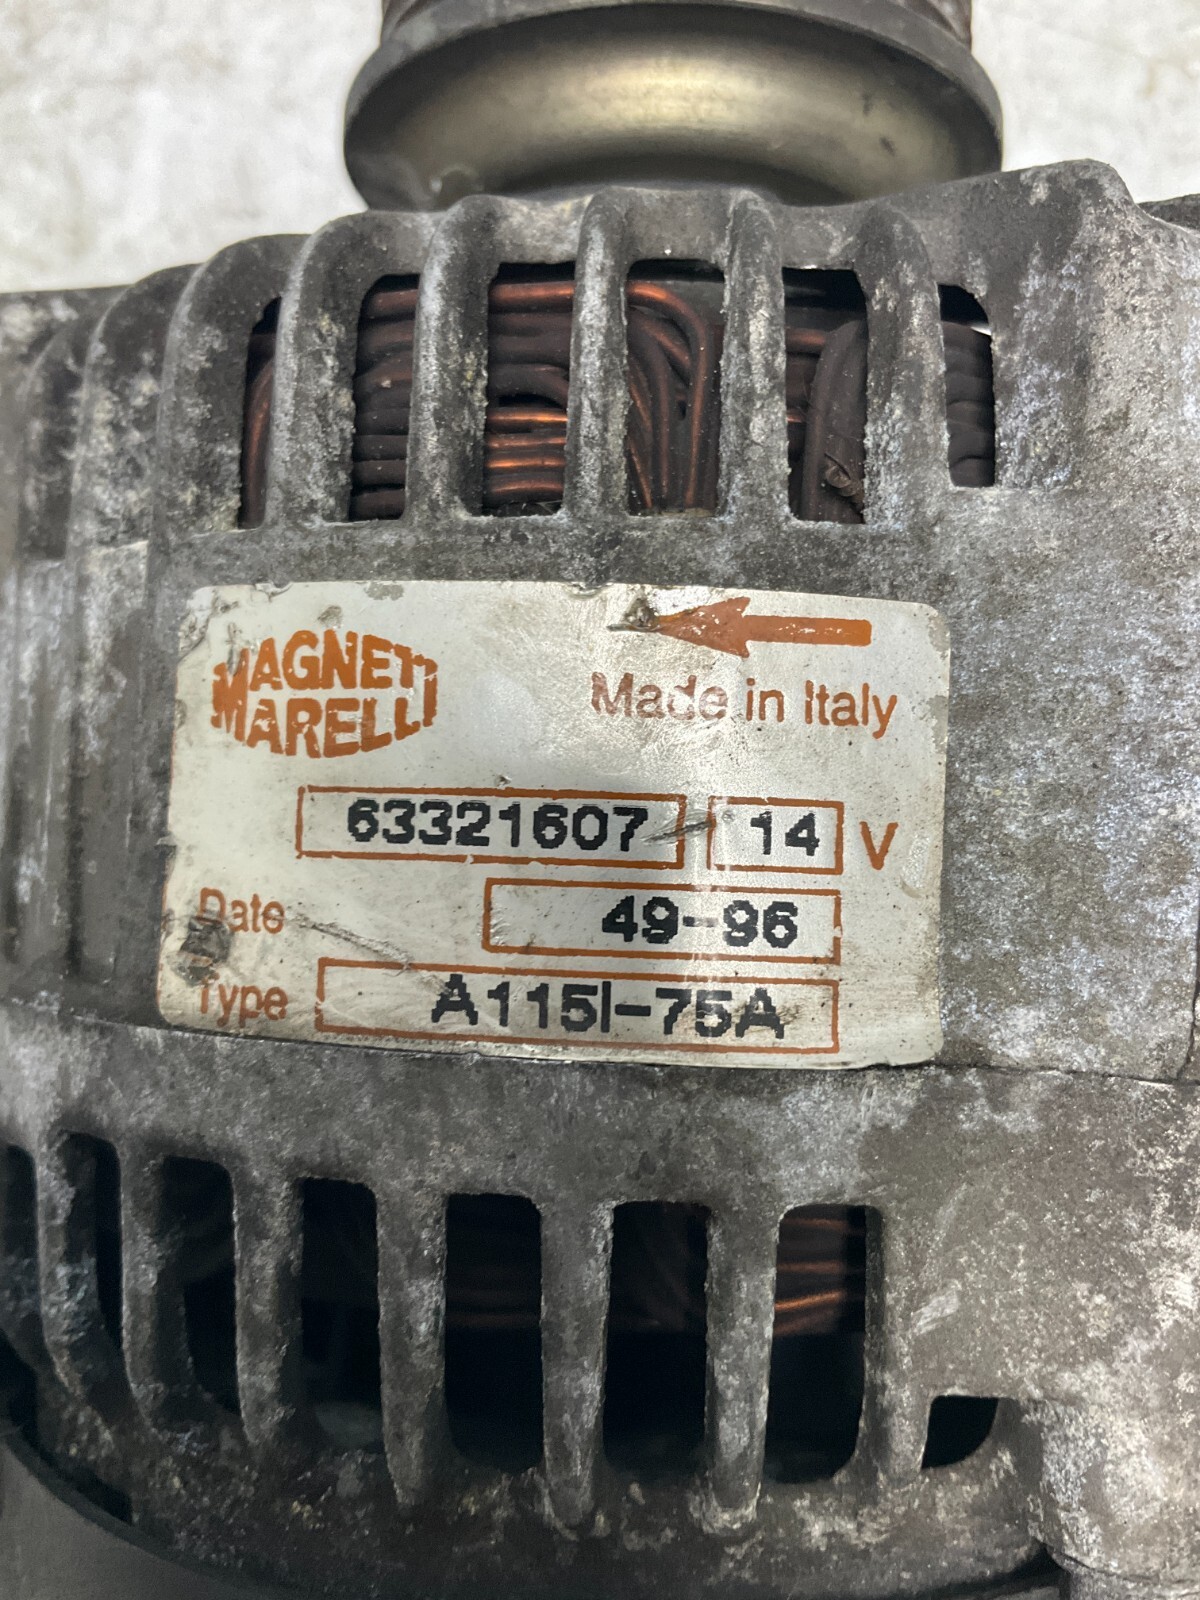 MAGNETI
MARELLI
Made in Italy
63321607 14 V
Date 49-96
Type A115I-75A